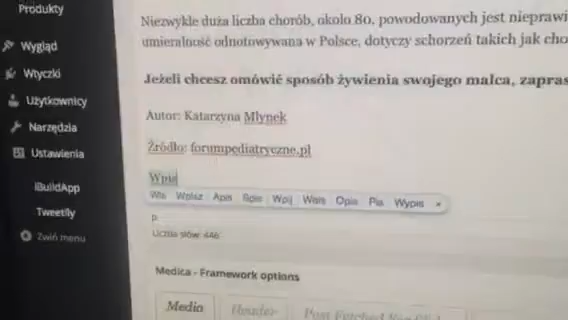 Produkty
Wygląd
Wtyczki
Użytkownicy
Narzędzia
Ustawienia
iBuildApp
Tweetily
Zwiń menu
Niezwykle duża liczba chorób, około 80, powodowanych jest nieprawi
umieralność odnotowywana w Polsce, dotyczy schorzeń takich jak cho
Jeżeli chcesz omówić sposób żywienia swojego malca, zapras
Autor: Katarzyna Młynek
Źródło: forumpediatryczne.pl
Wpis
Wis Wpisz Apis Spis Wpij Wpis Opis Pis Wypis ×
p
Liczba słów: 446
Medica - Framework options
Media Header